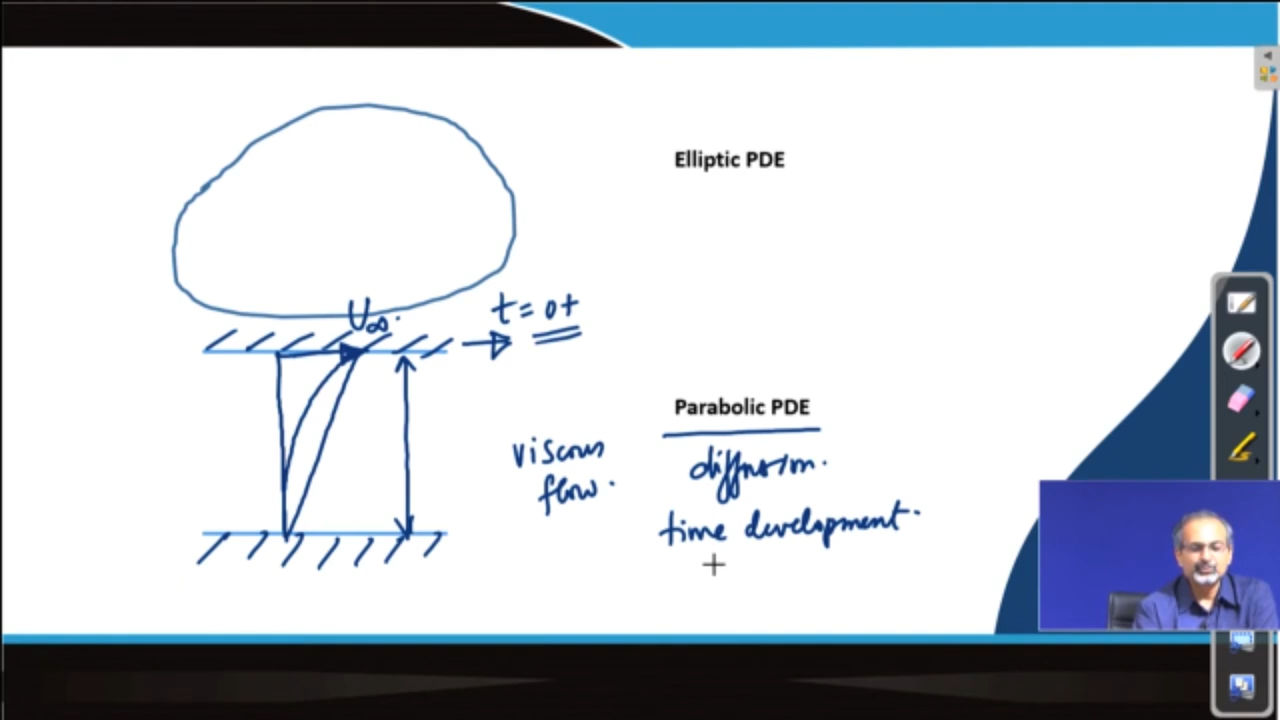 Elliptic PDE
U∞.
t = 0+
Parabolic PDE
viscous
flow.
diffusion.
time development.